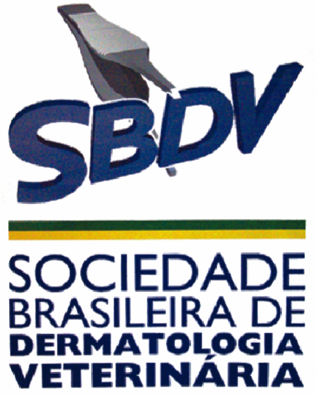 SBDV
SOCIEDADE
BRASILEIRA DE
DERMATOLOGIA
VETERINÁRIA